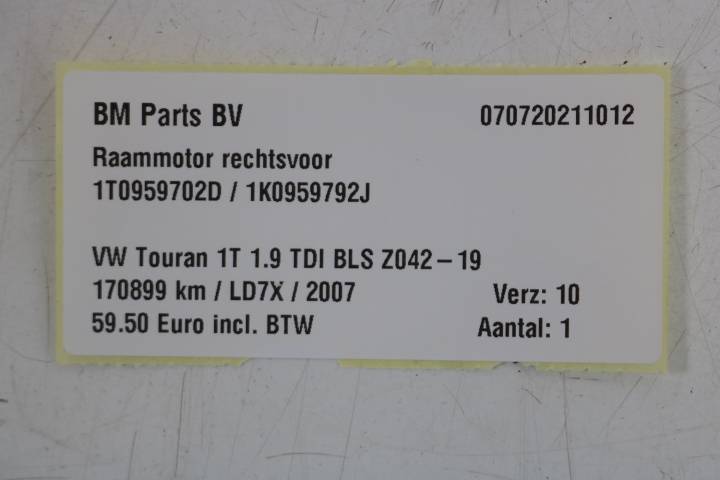 BM Parts BV 070720211012
Raammotor rechtsvoor
1T0959702D / 1K0959792J
VW Touran 1T 1.9 TDI BLS Z042-19
170899 km / LD7X / 2007 Verz: 10
59.50 Euro incl. BTW Aantal: 1